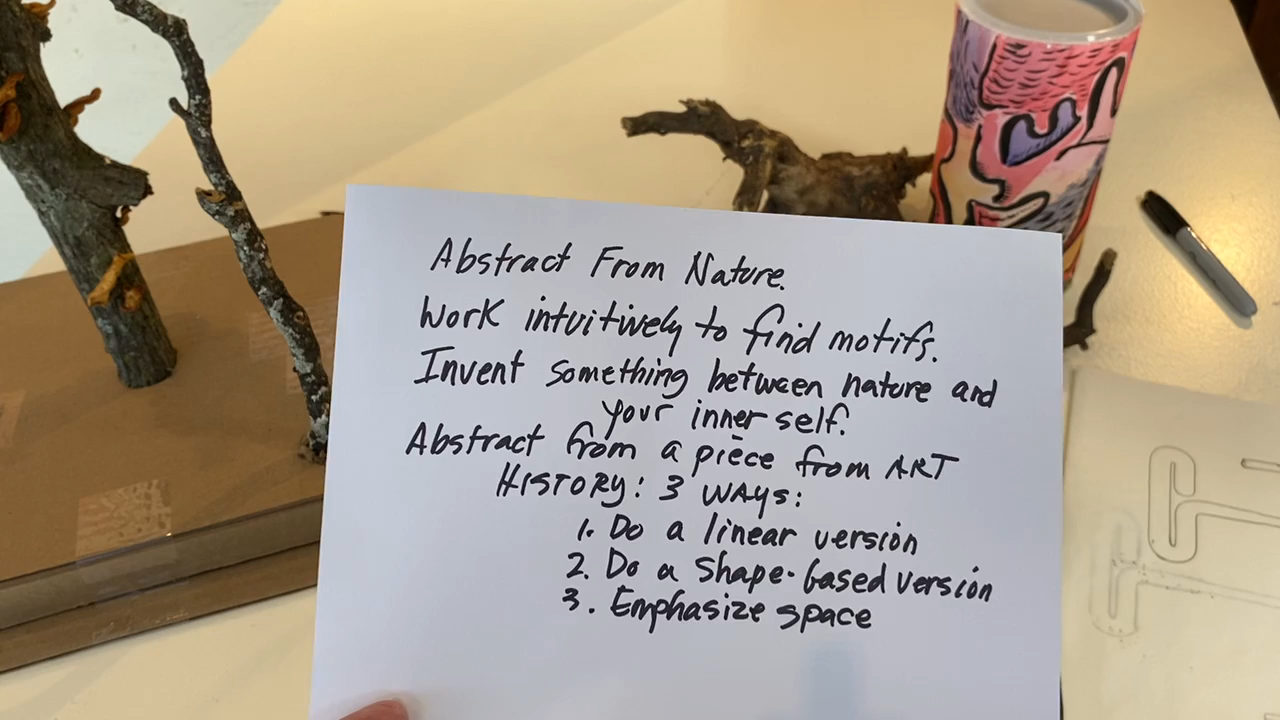 Abstract From Nature.
Work intuitively to find motifs.
Invent something between nature and
your inner self.
Abstract from a piece from ART
HISTORY: 3 WAYS:
1. Do a linear version
2. Do a Shape-based version
3. Emphasize space